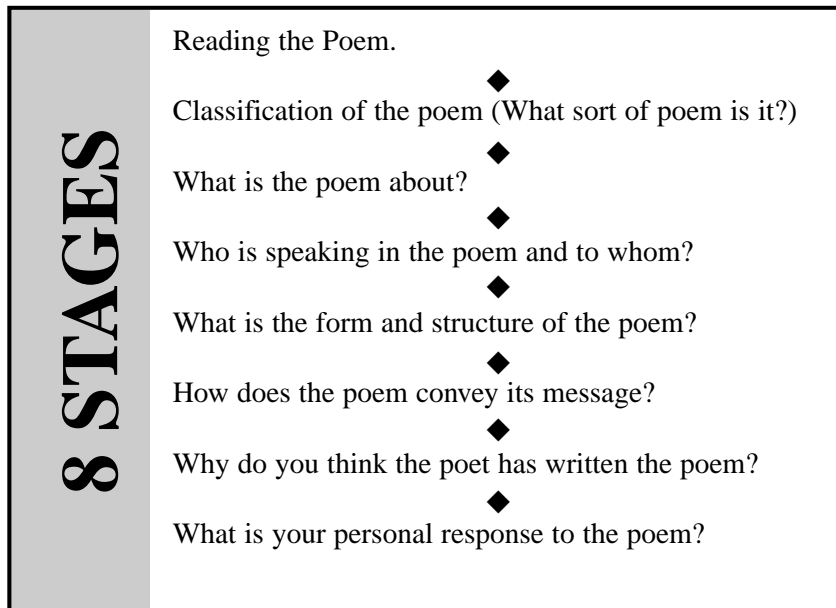 8 STAGES
Reading the Poem.
Classification of the poem (What sort of poem is it?)
What is the poem about?
Who is speaking in the poem and to whom?
What is the form and structure of the poem?
How does the poem convey its message?
Why do you think the poet has written the poem?
What is your personal response to the poem?